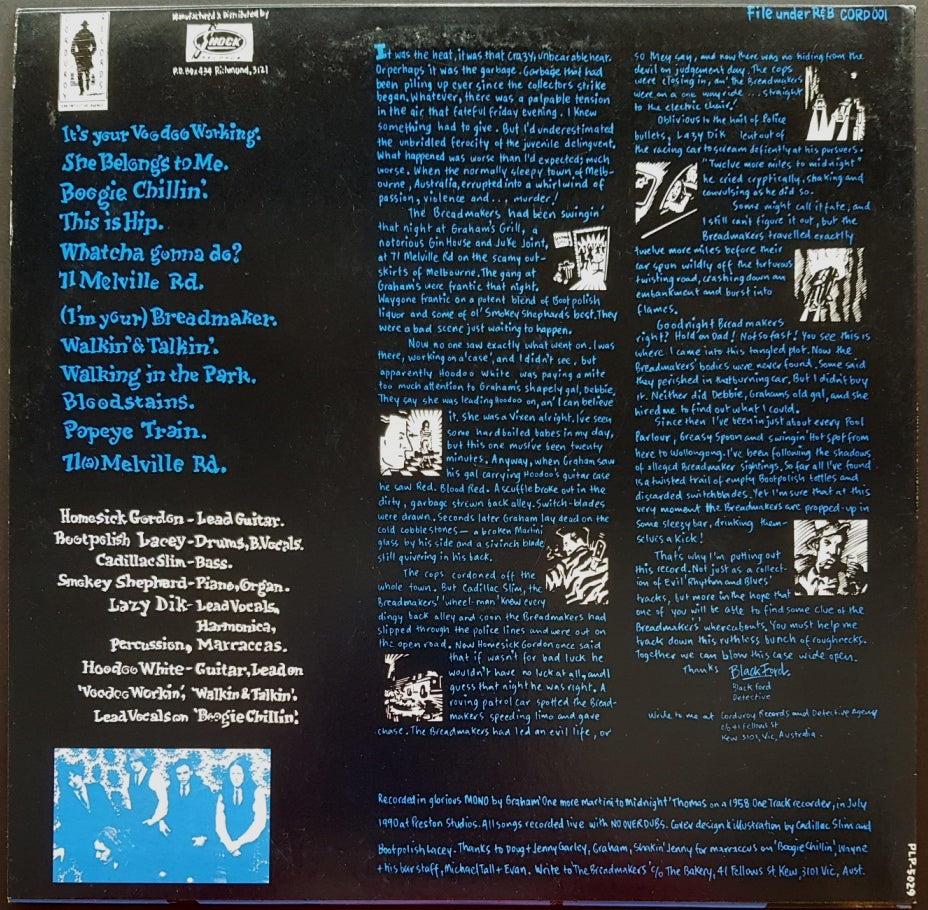 Manufactured & Distributed by
SHOCK
P.O. Box 434 Richmond, 3121
File under R&B CORD 001
It's your Voodoo Working.
She Belongs to Me.
Boogie Chillin'.
This is Hip.
Whatcha gonna do?
71 Melville Rd.
(I'm your) Breadmaker.
Walkin' & Talkin'.
Walking in the Park.
Bloodstains.
Popeye Train.
71(a) Melville Rd.
Homesick Gordon - Lead Guitar.
Bootpolish Lacey - Drums, B.Vocals.
Cadillac Slim - Bass.
Smokey Shepherd - Piano, Organ.
Lazy Dik - Lead Vocals,
Harmonica,
Percussion, Marraccas.
Hoodoo White - Guitar, Lead on
'Voodoo Workin', 'Walkin & Talkin'.
Lead Vocals on 'Boogie Chillin'.
It was the heat, it was that crazy, unbearable heat.
Or perhaps it was the garbage. Garbage that had
been piling up ever since the collectors strike
began. Whatever, there was a palpable tension
in the air that fateful friday evening. I knew
something had to give. But I'd underestimated
the unbridled ferocity of the juvenile delinquent.
What happened was worse than I'd expected; much
worse. When the normally sleepy town of Melb-
ourne, Australia, errupted into a whirlwind of
passion, violence and... murder!
The Breadmakers had been swingin'
that night at Graham's Grill, a
notorious Gin House and Juke Joint,
at 71 Melville Rd on the scamy out-
skirts of Melbourne. The gang at
Graham's were frantic that night.
Waygone frantic on a potent blend of Bootpolish
liquor and some of ol' Smokey Shephards best. They
were a bad scene just waiting to happen.
Now no one saw exactly what went on. I was
there, working on a 'case', and I didn't see, but
apparently Hoodoo White was paying a mite
too much attention to Graham's shapely gal, Debbie.
They say she was leading Hoodoo on, an' I can believe
it. She was a Vixen alright. I've seen
some hardboiled babes in my day,
but this one must've been twenty
minutes. Anyway, when Graham saw
his gal carrying Hoodoo's guitar case
he saw Red. Blood Red. A scuffle broke out in the
dirty, garbage strewn back alley. Switch-blades
were drawn. Seconds later Graham lay dead on the
cold cobblestones — a broken Martini
glass by his side and a sixinch blade
still quivering in his back.
The cops cordoned off the
whole town. But Cadillac Slim, the
Breadmakers' 'wheel-man' knew every
dingy back alley and soon the Breadmakers had
slipped through the police lines and were out on
the open road. Now Homesick Gordon once said
that if wasn't for bad luck he
wouldn't have no luck at all, and I
guess that night he was right. A
roving patrol car spotted the Bread-
makers speeding limo and gave
chase. The Breadmakers had led an evil life, or
so they say, and now there was no hiding from the
devil on judgement day. The cops
were closing in, an' the Breadmakers
were on a one way ride... straight
to the electric chair!
Oblivious to the hail of Police
bullets, Lazy Dik leant out of
the racing car to scream defiently at his pursuers.
"Twelve more miles to midnight"
he cried cryptically, shaking and
convulsing as he did so.
Some might call it fate, and
I still can't figure it out, but the
Breadmakers travelled exactly
twelve more miles before their
car spun wildly off the torturous
twisting road, crashing down an
embankment and burst into
flames.
Goodnight Breadmakers
right? Hold on Dad! Not so fast! You see this is
where I came into this tangled plot. Now the
Breadmakers' bodies were never found. Some said
they perished in that burning car. But I didn't buy
it. Neither did Debbie, Grahams old gal, and she
hired me to find out what I could.
Since then I've been in just about every Pool
Parlour, Greasy Spoon and swingin' Hot spot from
here to Wollongong. I've been following the shadows
of alleged Breadmaker sightings. So far all I've found
is a twisted trail of empty Bootpolish bottles and
discarded switchblades. Yet I'm sure that at this
very moment the Breadmakers are propped-up in
some sleezy bar, drinking them-
selves a kick!
That's why I'm putting out
this record. Not just as a collect-
ion of Evil 'Rhythm and Blues'
tracks, but more in the hope that
one of you will be able to find some clue of the
Breadmakers' whereabouts. You must help me
track down this ruthless bunch of roughnecks.
Together we can blow this case wide open.
Thanks Black Ford.
Black Ford
Detective
Write to me at Corduroy Records and Detective Agency
c/o 41 Fellows St
Kew 3101, Vic, Australia.
Recorded in glorious MONO by Graham 'One more martini to midnight' Thomas on a 1958 One Track recorder, in July
1990 at Preston Studios. All songs recorded live with NO OVERDUBS. Cover design & illustration by Cadillac Slim and
Bootpolish Lacey. Thanks to Doug & Jenny Garley, Graham, Shakin' Jenny for marraccus on 'Boogie Chillin', Wayne
+ his bar staff, Michael Tall + Evan. Write to The Breadmakers c/o The Bakery, 41 Fellows St Kew, 3101 Vic, Aust.
PLP-5029